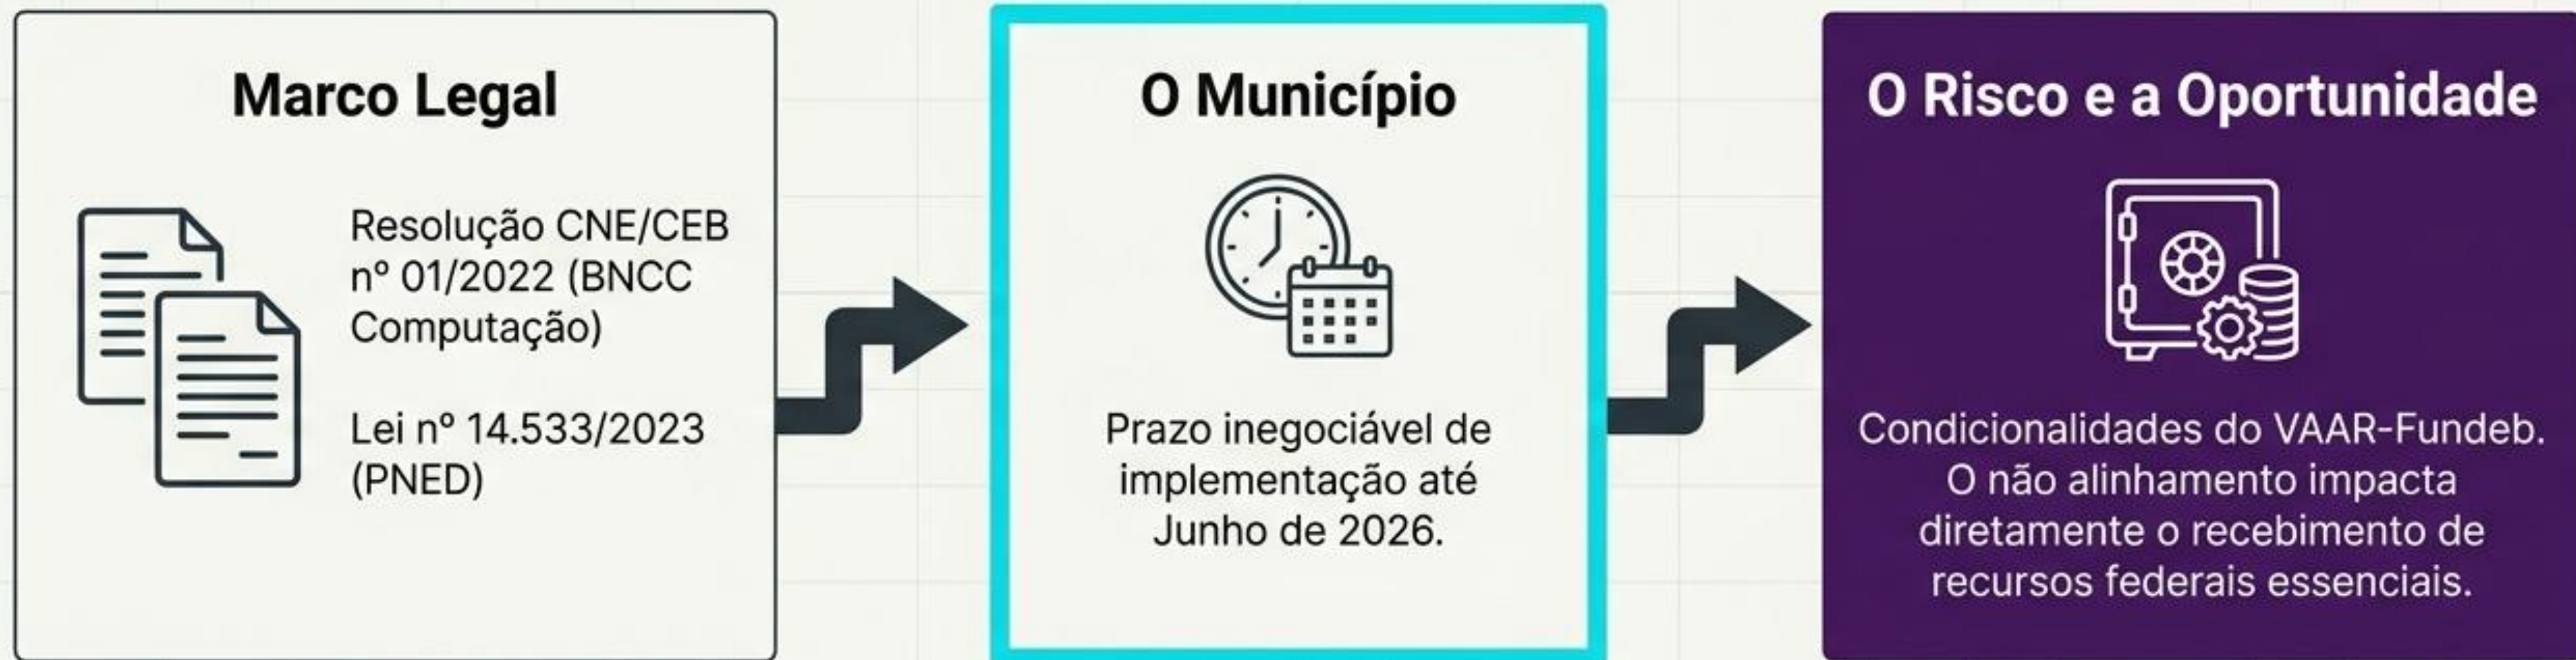 Marco Legal
Resolução CNE/CEB
nº 01/2022 (BNCC
Computação)
Lei nº 14.533/2023
(PNED)
O Município
Prazo inegociável de
implementação até
Junho de 2026.
O Risco e a Oportunidade
Condicionalidades do VAAR-Fundeb.
O não alinhamento impacta
diretamente o recebimento de
recursos federais essenciais.